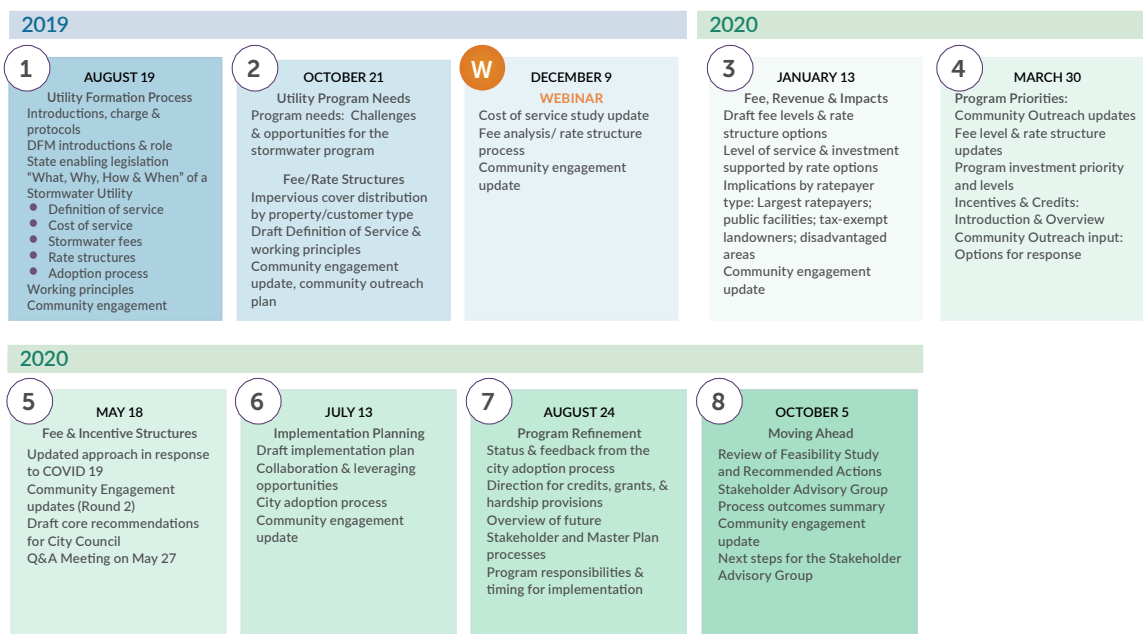 2019
1
AUGUST 19
Utility Formation Process
Introductions, charge &
protocols
DFM introductions & role
State enabling legislation
“What, Why, How & When” of a
Stormwater Utility
• Definition of service
• Cost of service
• Stormwater fees
• Rate structures
• Adoption process
Working principles
Community engagement
2
OCTOBER 21
Utility Program Needs
Program needs: Challenges
& opportunities for the
stormwater program
Fee/Rate Structures
Impervious cover distribution
by property/customer type
Draft Definition of Service &
working principles
Community engagement
update, community outreach
plan
W
DECEMBER 9
WEBINAR
Cost of service study update
Fee analysis/ rate structure
process
Community engagement
update
2020
3
JANUARY 13
Fee, Revenue & Impacts
Draft fee levels & rate
structure options
Level of service & investment
supported by rate options
Implications by ratepayer
type: Largest ratepayers;
public facilities; tax-exempt
landowners; disadvantaged
areas
Community engagement
update
4
MARCH 30
Program Priorities:
Community Outreach updates
Fee level & rate structure
updates
Program investment priority
and levels
Incentives & Credits:
Introduction & Overview
Community Outreach input:
Options for response
2020
5
MAY 18
Fee & Incentive Structures
Updated approach in response
to COVID 19
Community Engagement
updates (Round 2)
Draft core recommendations
for City Council
Q&A Meeting on May 27
6
JULY 13
Implementation Planning
Draft implementation plan
Collaboration & leveraging
opportunities
City adoption process
Community engagement
update
7
AUGUST 24
Program Refinement
Status & feedback from the
city adoption process
Direction for credits, grants, &
hardship provisions
Overview of future
Stakeholder and Master Plan
processes
Program responsibilities &
timing for implementation
8
OCTOBER 5
Moving Ahead
Review of Feasibility Study
and Recommended Actions
Stakeholder Advisory Group
Process outcomes summary
Community engagement
update
Next steps for the Stakeholder
Advisory Group